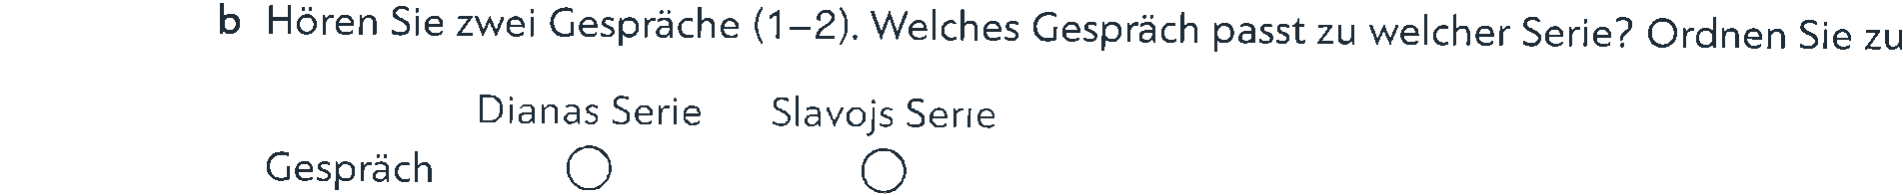 b Hören Sie zwei Gespräche (1–2). Welches Gespräch passt zu welcher Serie? Ordnen Sie zu
Dianas Serie Slavojs Serie
Gespräch